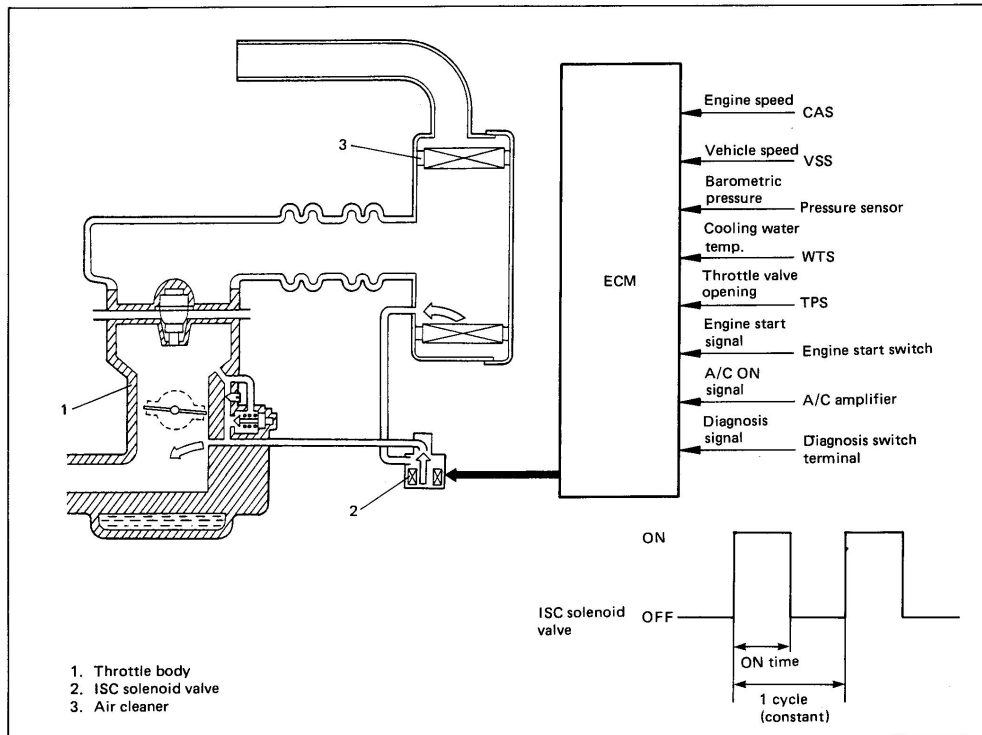 3
1
2
ECM
Engine speed
CAS
Vehicle speed
VSS
Barometric
pressure
Pressure sensor
Cooling water
temp.
WTS
Throttle valve
opening
TPS
Engine start
signal
Engine start switch
A/C ON
signal
A/C amplifier
Diagnosis
signal
Diagnosis switch
terminal
ON
ISC solenoid
valve
OFF
ON time
1 cycle
(constant)
1. Throttle body
2. ISC solenoid valve
3. Air cleaner